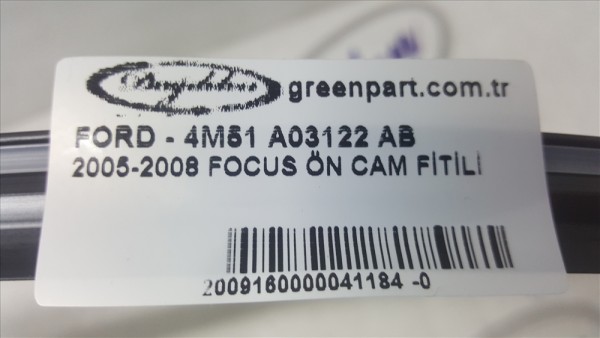 greenpart.com.tr
FORD - 4M51 A03122 AB
2005-2008 FOCUS ÖN CAM FİTİLİ
2009160000041184 -0